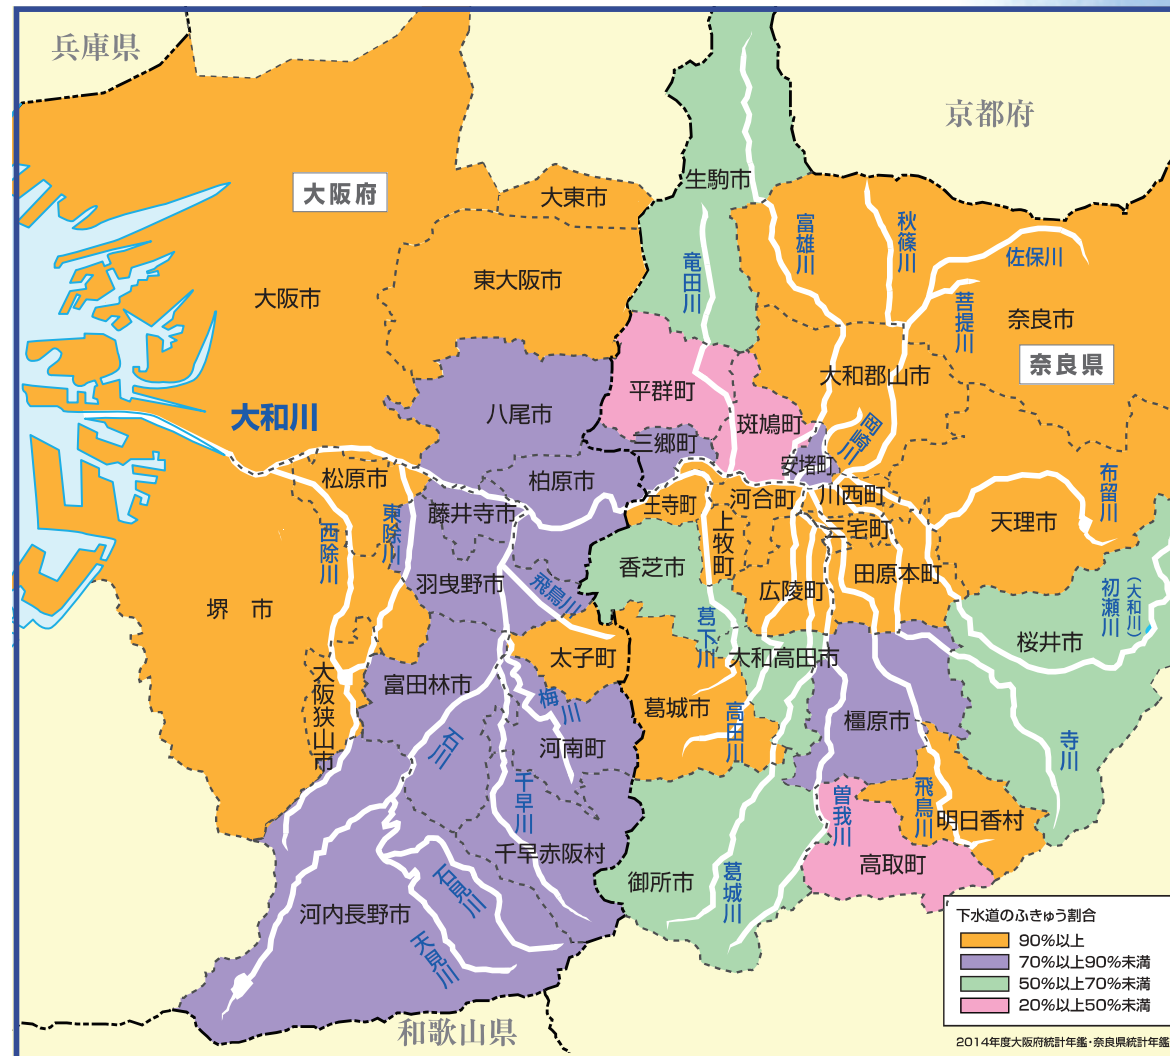 兵庫県
京都府
大阪府
大東市
生駒市
富雄川
秋篠川
佐保川
竜田川
東大阪市
大阪市
菩提川
奈良市
奈良県
大和郡山市
平群町
大和川
八尾市
斑鳩町
三郷町
岡崎川
安堵町
松原市
柏原市
布留川
王寺町
河合町
川西町
藤井寺市
東除川
西除川
三宅町
天理市
上牧町
香芝市
羽曳野市
飛鳥川
広陵町
田原本町
初瀬川
(大和川)
堺 市
葛下川
桜井市
太子町
大和高田市
大阪狭山市
富田林市
梅川
葛城市
高田川
橿原市
石川
河南町
寺川
千早川
曽我川
飛鳥川
明日香村
千早赤阪村
高取町
御所市
葛城川
石見川
河内長野市
天見川
和歌山県
下水道のふきゅう割合
90%以上
70%以上90%未満
50%以上70%未満
20%以上50%未満
2014年度大阪府統計年鑑・奈良県統計年鑑